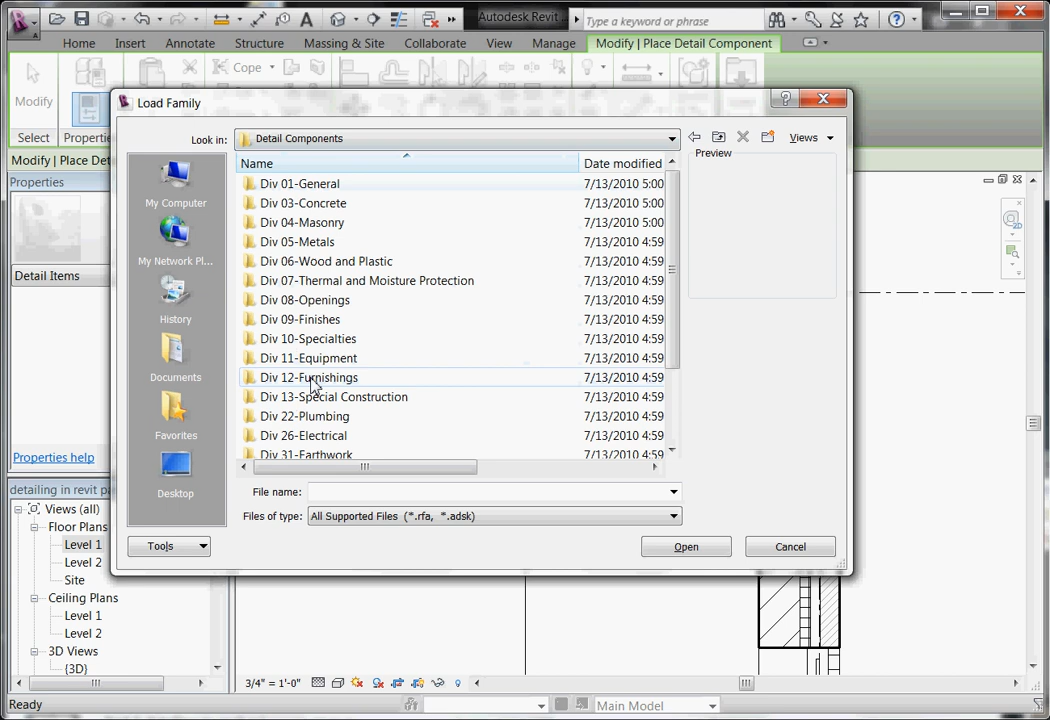 Autodesk Revit ...
Type a keyword or phrase
Home Insert Annotate Structure Massing & Site Collaborate View Manage Modify | Place Detail Component
Cope
Modify
Select Properti
Modify | Place Det
Load Family
Look in: Detail Components
Views
Name Date modified
Preview
Div 01-General 7/13/2010 5:00
Div 03-Concrete 7/13/2010 5:00
Div 04-Masonry 7/13/2010 5:00
Div 05-Metals 7/13/2010 4:59
Div 06-Wood and Plastic 7/13/2010 4:59
Div 07-Thermal and Moisture Protection 7/13/2010 4:59
Div 08-Openings 7/13/2010 4:59
Div 09-Finishes 7/13/2010 4:59
Div 10-Specialties 7/13/2010 4:59
Div 11-Equipment 7/13/2010 4:59
Div 12-Furnishings 7/13/2010 4:59
Div 13-Special Construction 7/13/2010 4:59
Div 22-Plumbing 7/13/2010 4:59
Div 26-Electrical 7/13/2010 4:59
Div 31-Earthwork 7/13/2010 4:59
My Computer
My Network Pl...
History
Documents
Favorites
Desktop
File name:
Files of type: All Supported Files (*.rfa, *.adsk)
Tools
Open
Cancel
Properties
Detail Items
Properties help
detailing in revit pa
Views (all)
Floor Plans
Level 1
Level 2
Site
Ceiling Plans
Level 1
Level 2
3D Views
{3D}
3/4" = 1'-0"
Ready
Main Model